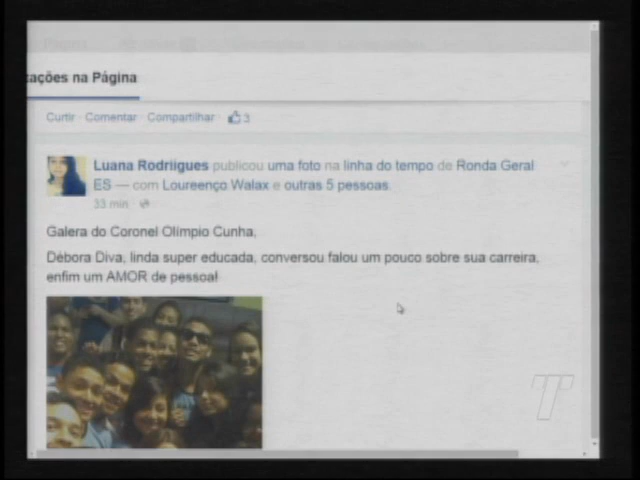 ações na Página
Curtir · Comentar · Compartilhar · 3
Luana Rodriigues publicou uma foto na linha do tempo de Ronda Geral
ES — com Loureenço Walax e outras 5 pessoas.
33 min
Galera do Coronel Olímpio Cunha,
Débora Diva, linda super educada, conversou falou um pouco sobre sua carreira,
enfim um AMOR de pessoa!